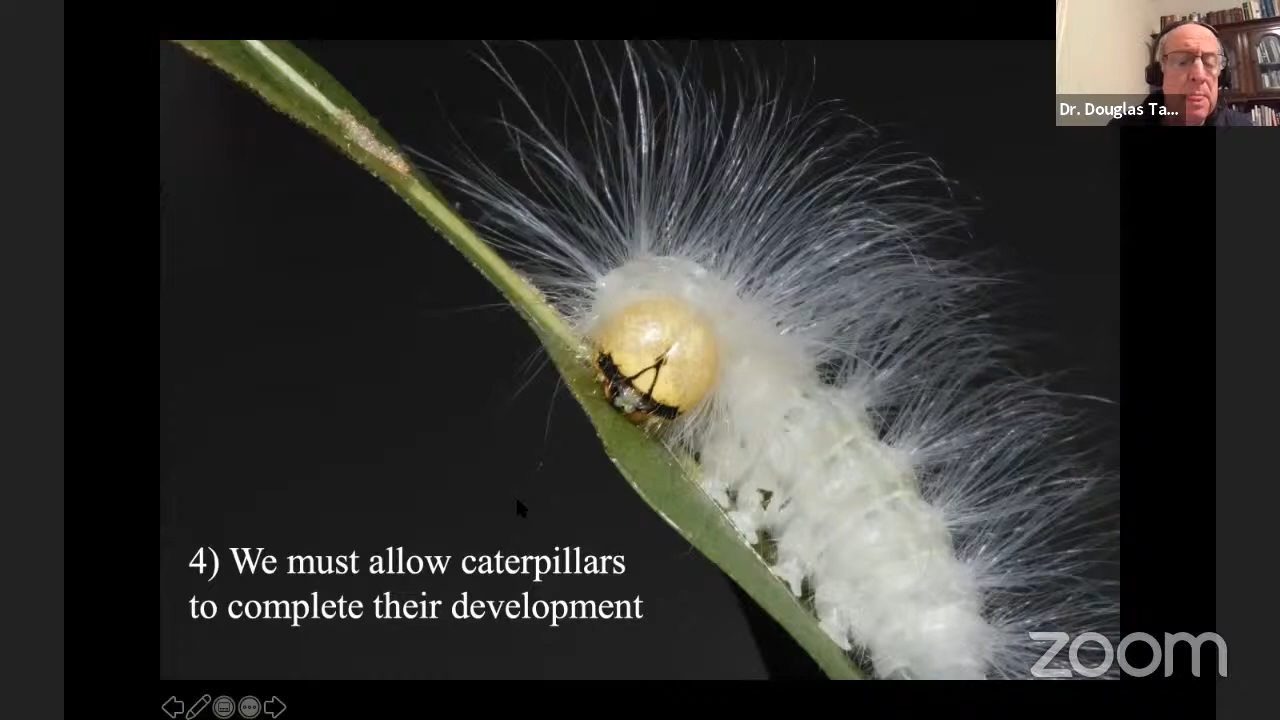 Dr. Douglas Ta...
4) We must allow caterpillars
to complete their development
zoom